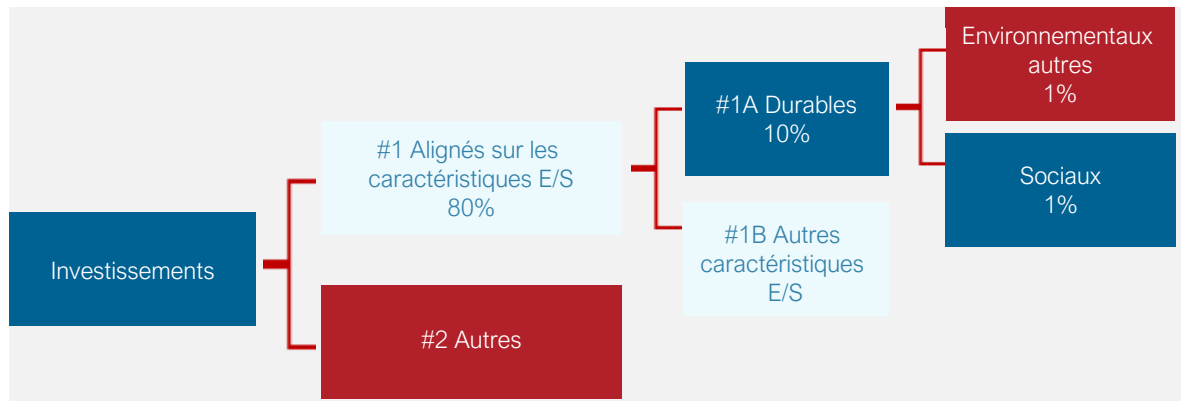 Investissements
#1 Alignés sur les
caractéristiques E/S
80%
#2 Autres
#1A Durables
10%
#1B Autres
caractéristiques
E/S
Environnementaux
autres
1%
Sociaux
1%